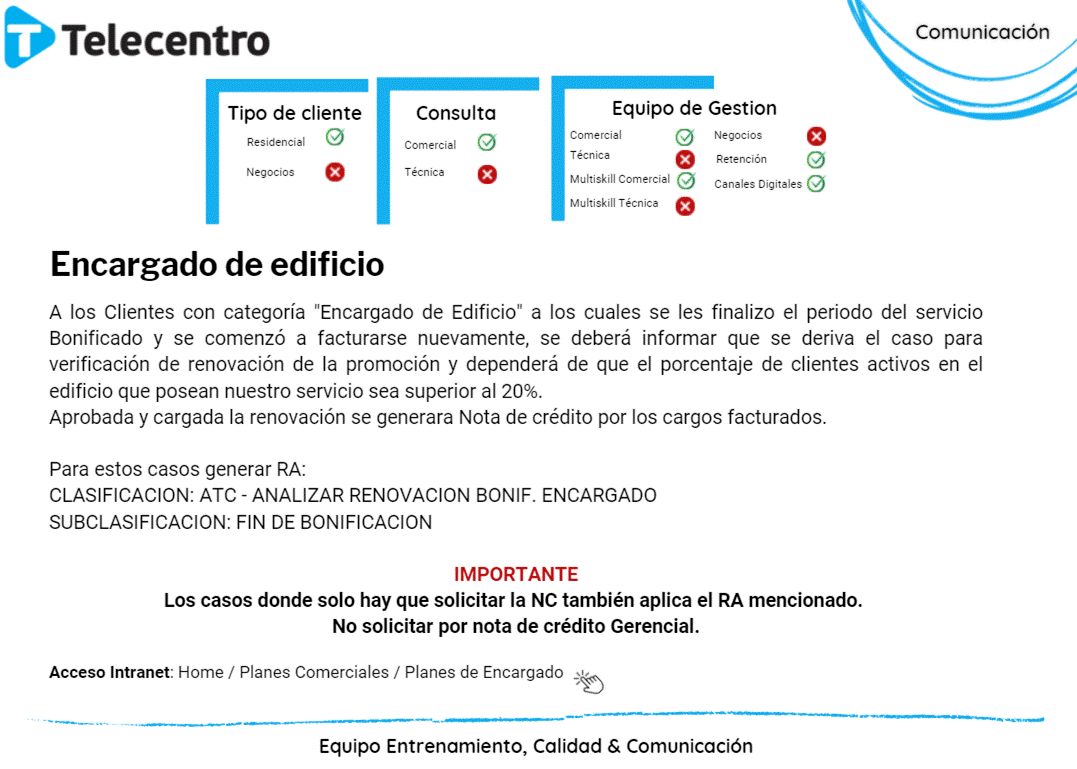 Telecentro
Comunicación
Tipo de cliente
Residencial
Negocios
Consulta
Comercial
Técnica
Equipo de Gestion
Comercial
Técnica
Multiskill Comercial
Multiskill Técnica
Negocios
Retención
Canales Digitales
Encargado de edificio
A los Clientes con categoría "Encargado de Edificio" a los cuales se les finalizo el periodo del servicio
Bonificado y se comenzó a facturarse nuevamente, se deberá informar que se deriva el caso para
verificación de renovación de la promoción y dependerá de que el porcentaje de clientes activos en el
edificio que posean nuestro servicio sea superior al 20%.
Aprobada y cargada la renovación se generara Nota de crédito por los cargos facturados.
Para estos casos generar RA:
CLASIFICACION: ATC - ANALIZAR RENOVACION BONIF. ENCARGADO
SUBCLASIFICACION: FIN DE BONIFICACION
IMPORTANTE
Los casos donde solo hay que solicitar la NC también aplica el RA mencionado.
No solicitar por nota de crédito Gerencial.
Acceso Intranet: Home / Planes Comerciales / Planes de Encargado
Equipo Entrenamiento, Calidad & Comunicación